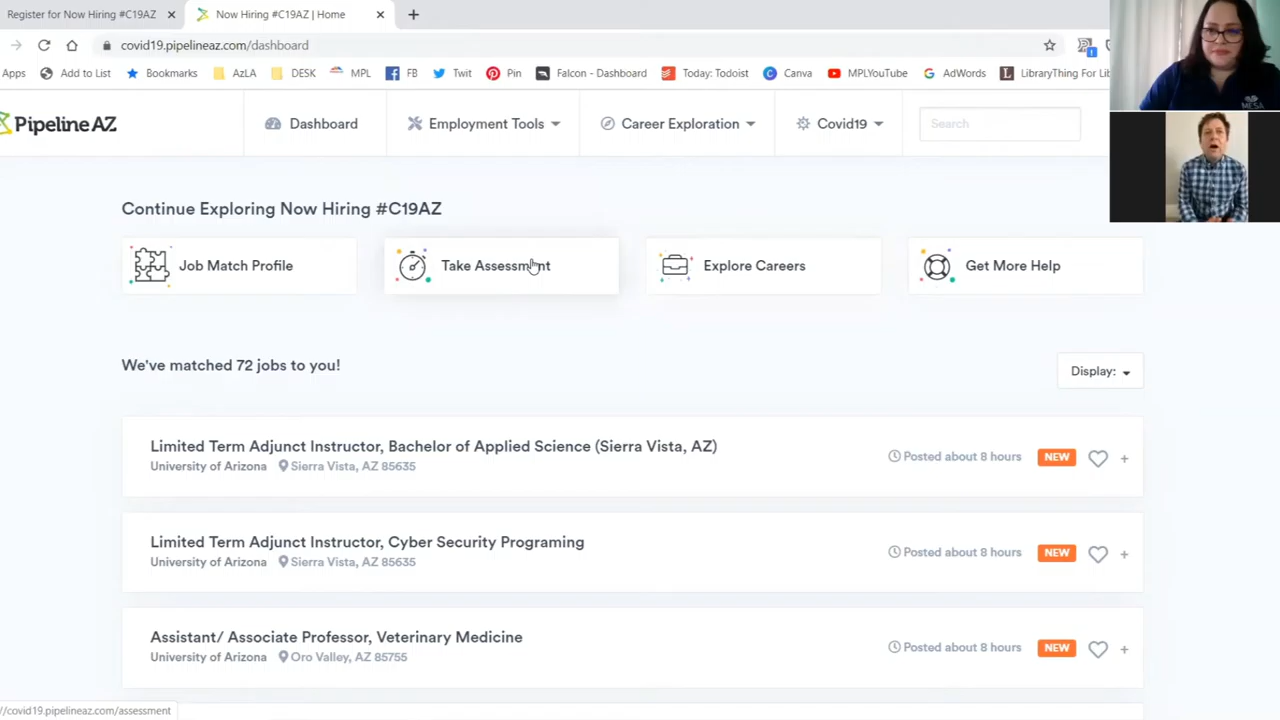 Register for Now Hiring #C19AZ
Now Hiring #C19AZ | Home
covid19.pipelineaz.com/dashboard
Apps Add to List Bookmarks AzLA DESK MPL FB Twit Pin Falcon - Dashboard Today: Todoist Canva MPLYouTube AdWords LibraryThing For Lib
PipelineAZ
Dashboard
Employment Tools
Career Exploration
Covid19
Search
Continue Exploring Now Hiring #C19AZ
Job Match Profile
Take Assessment
Explore Careers
Get More Help
We've matched 72 jobs to you!
Display:
Limited Term Adjunct Instructor, Bachelor of Applied Science (Sierra Vista, AZ)
University of Arizona Sierra Vista, AZ 85635
Posted about 8 hours NEW
Limited Term Adjunct Instructor, Cyber Security Programing
University of Arizona Sierra Vista, AZ 85635
Posted about 8 hours NEW
Assistant/ Associate Professor, Veterinary Medicine
University of Arizona Oro Valley, AZ 85755
Posted about 8 hours NEW
//covid19.pipelineaz.com/assessment